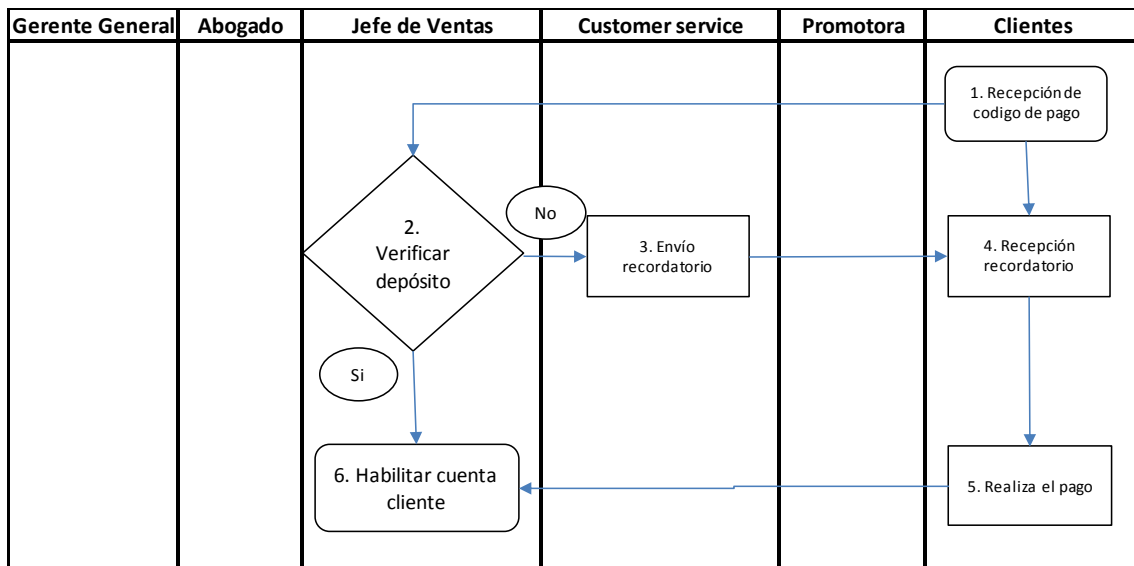 Gerente General Abogado Jefe de Ventas Customer service Promotora Clientes
1. Recepción de
codigo de pago
2.
Verificar
depósito
No
3. Envío
recordatorio
4. Recepción
recordatorio
Si
6. Habilitar cuenta
cliente
5. Realiza el pago